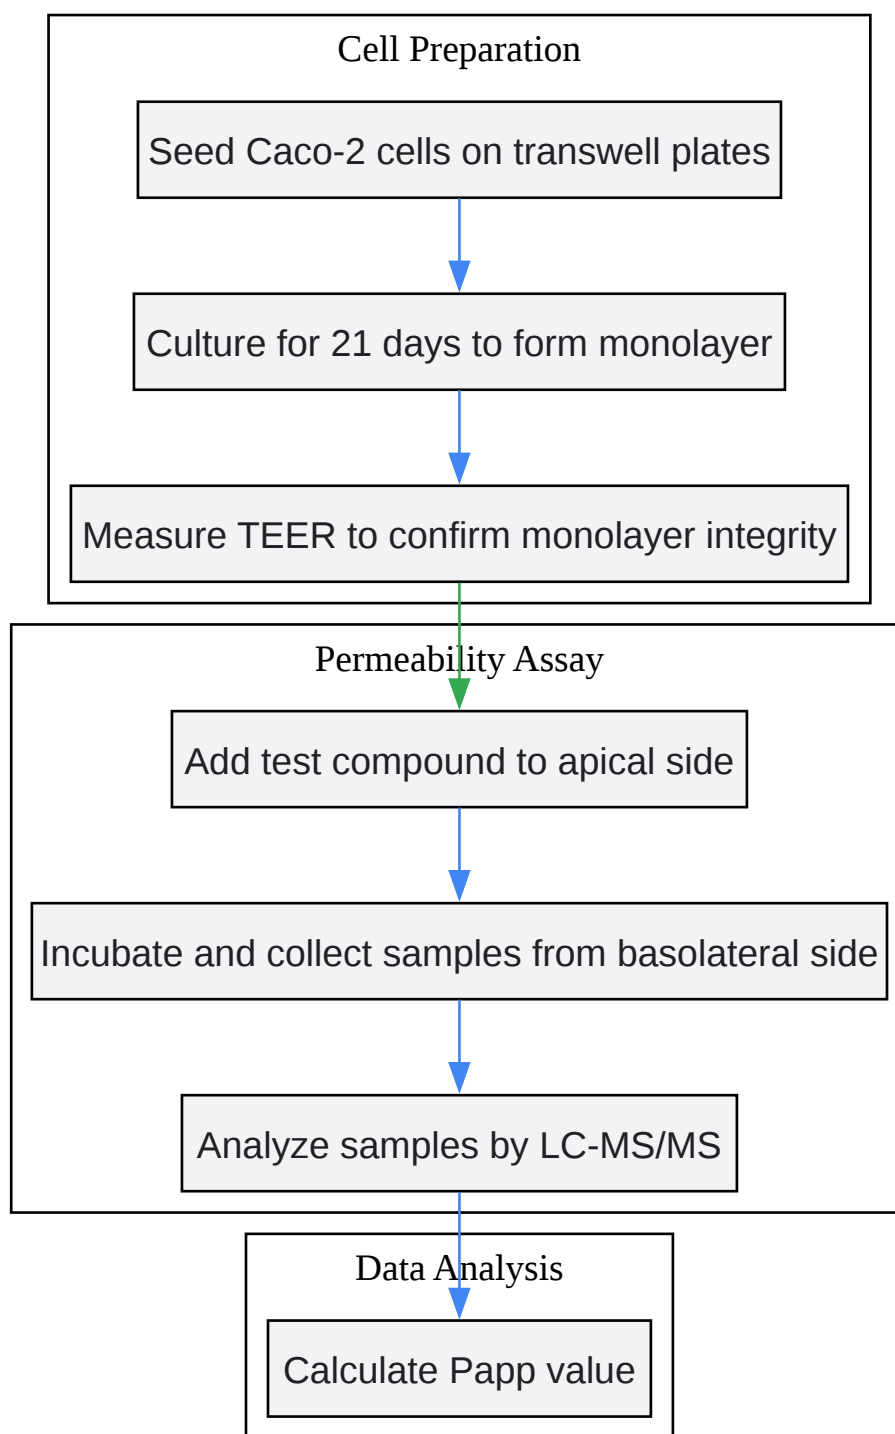 Cell Preparation
Seed Caco-2 cells on transwell plates
Culture for 21 days to form monolayer
Measure TEER to confirm monolayer integrity
Permeability Assay
Add test compound to apical side
Incubate and collect samples from basolateral side
Analyze samples by LC-MS/MS
Data Analysis
Calculate Papp value